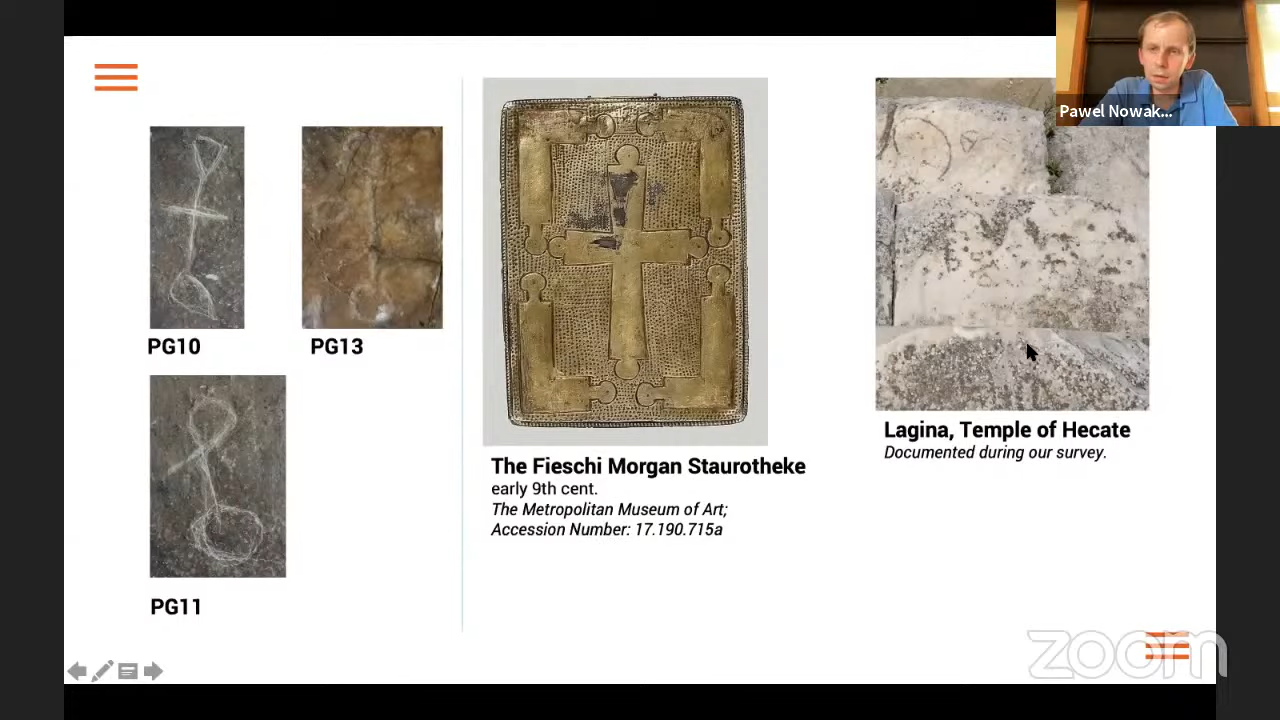 Pawel Nowak...
PG10
PG13
PG11
The Fieschi Morgan Staurotheke
early 9th cent.
The Metropolitan Museum of Art;
Accession Number: 17.190.715a
Lagina, Temple of Hecate
Documented during our survey.
zoom